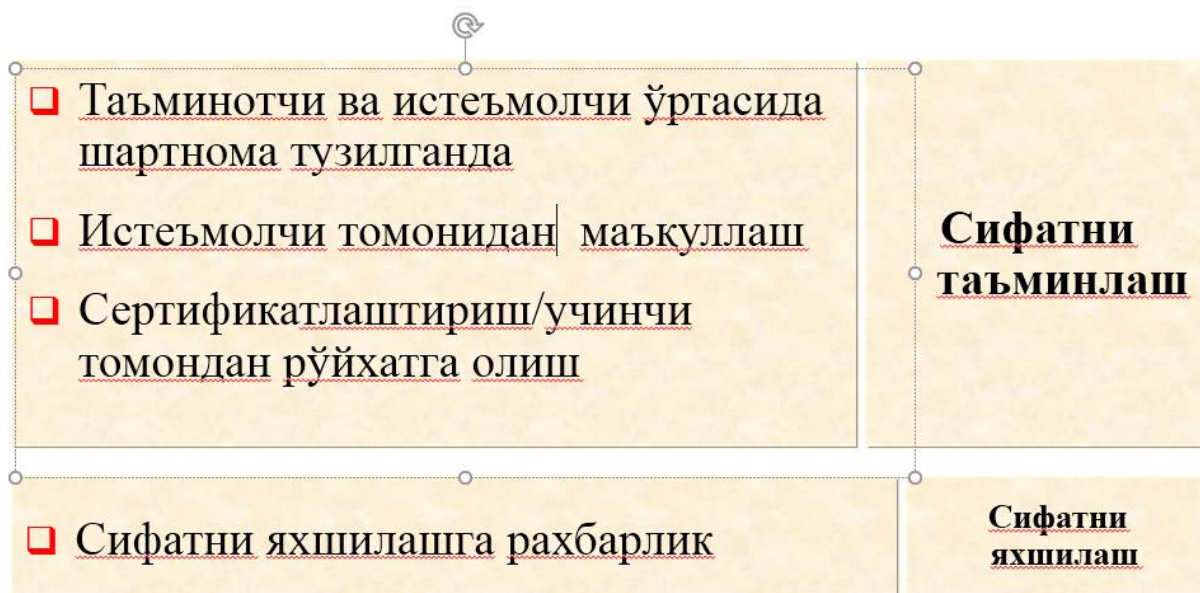 Таъминотчи ва истеъмолчи ўртасида
шартнома тузилганда
Истеъмолчи томонидан маъқуллаш
Сертификатлаштириш/учинчи
томондан рўйхатга олиш
Сифатни
таъминлаш
Сифатни яхшилашга рахбарлик
Сифатни
яхшилаш